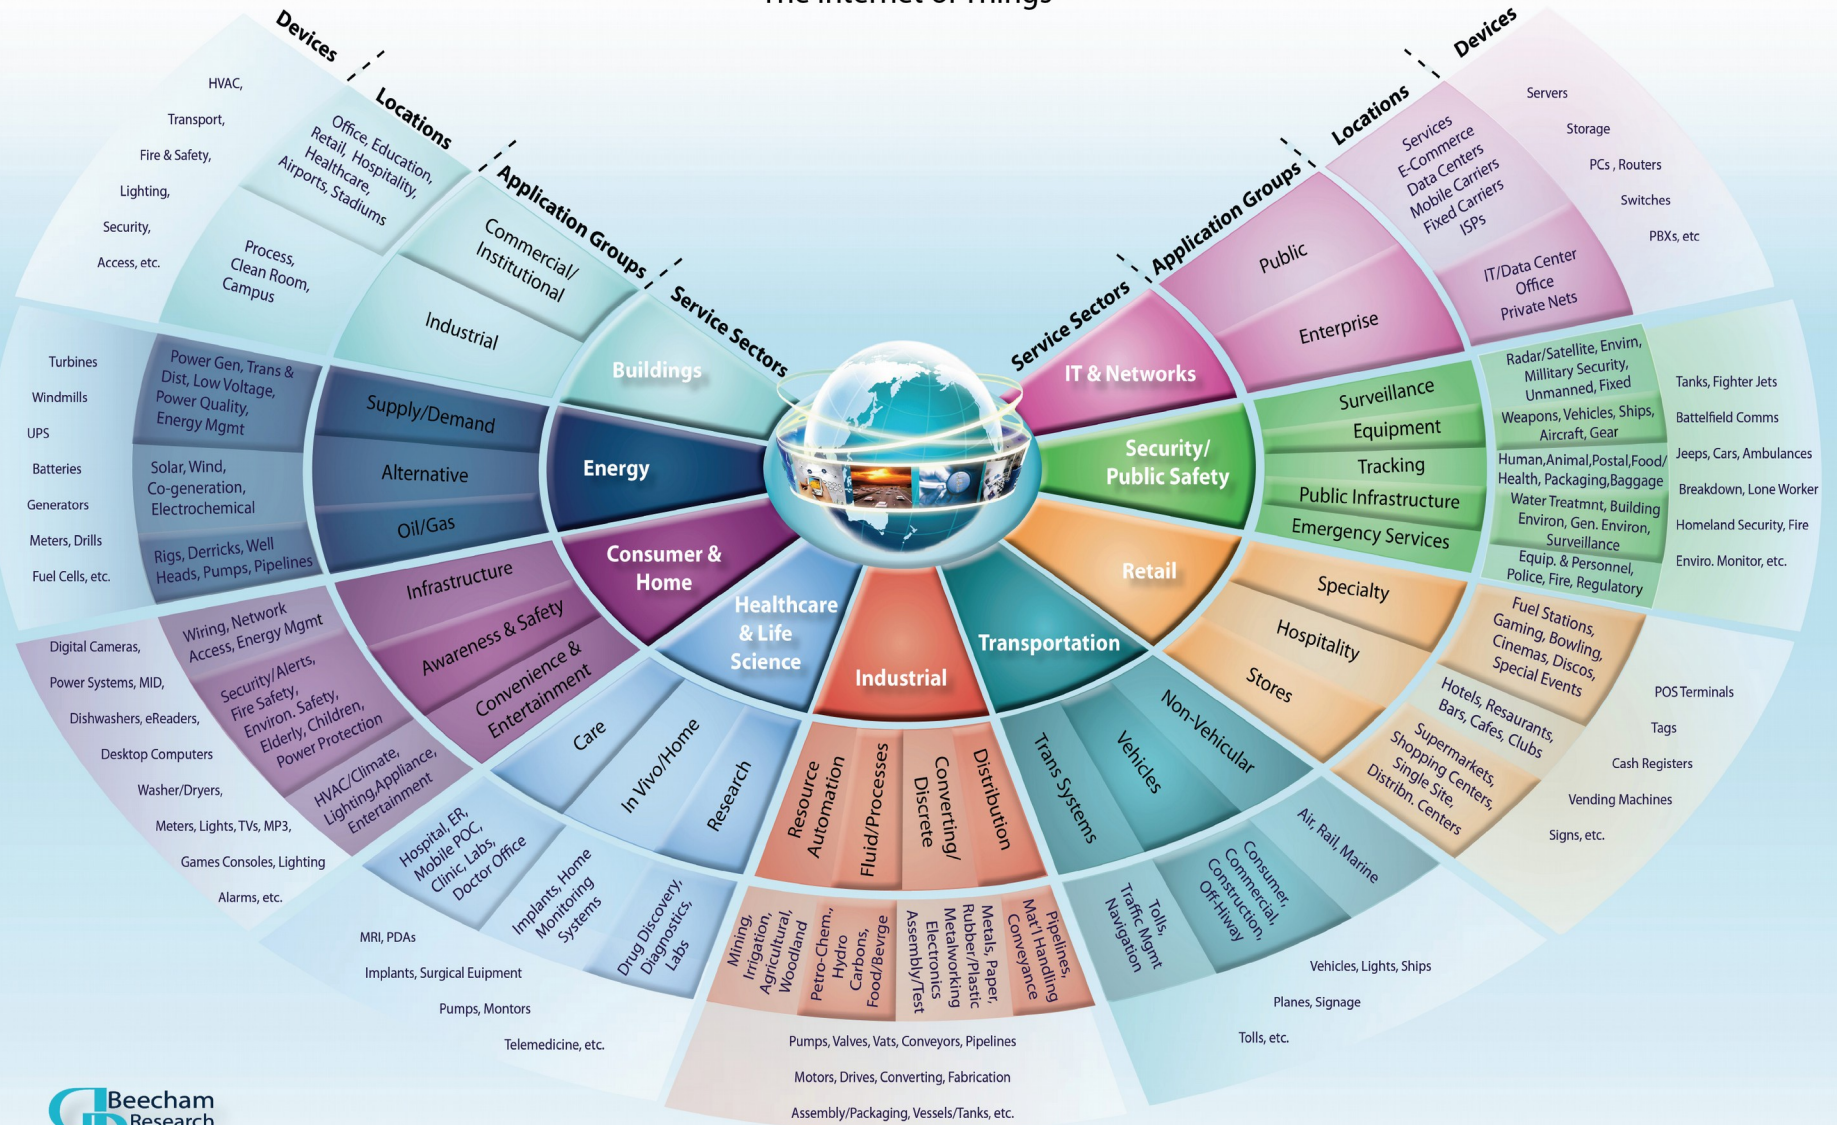 The Internet of Things
Devices
Locations
Application Groups
Service Sectors
HVAC,
Transport,
Fire & Safety,
Lighting,
Security,
Access, etc.
Office, Education,
Retail, Hospitality,
Healthcare,
Airports, Stadiums
Process,
Clean Room,
Campus
Commercial/
Institutional
Industrial
Buildings
Turbines
Windmills
UPS
Batteries
Generators
Meters, Drills
Fuel Cells, etc.
Power Gen, Trans &
Dist, Low Voltage,
Power Quality,
Energy Mgmt
Solar, Wind,
Co-generation,
Electrochemical
Rigs, Derricks, Well
Heads, Pumps, Pipelines
Supply/Demand
Alternative
Oil/Gas
Energy
Digital Cameras,
Power Systems, MID,
Dishwashers, eReaders,
Desktop Computers
Washer/Dryers,
Meters, Lights, TVs, MP3,
Games Consoles, Lighting
Alarms, etc.
Wiring, Network
Access, Energy Mgmt
Security/Alerts,
Fire Safety,
Environ. Safety,
Elderly, Children,
Power Protection
HVAC/Climate,
Lighting,Appliance,
Entertainment
Infrastructure
Awareness & Safety
Convenience &
Entertainment
Consumer &
Home
MRI, PDAs
Implants, Surgical Euipment
Pumps, Montors
Telemedicine, etc.
Hospital, ER,
Mobile POC,
Clinic, Labs,
Doctor Office
Implants, Home
Monitoring
Systems
Drug Discovery,
Diagnostics,
Labs
Care
In Vivo/Home
Research
Healthcare
& Life
Science
Industrial
Resource
Automation
Fluid/Processes
Converting/
Discrete
Distribution
Mining,
Irrigation,
Agricultural,
Woodland
Petro-Chem.,
Hydro
Carbons,
Food/Bevrge
Metals, Paper,
Rubber/Plastic
Metalworking
Electronics
Assembly/Test
Pipelines,
Mat'l Handling
Conveyance
Pumps, Valves, Vats, Conveyors, Pipelines
Motors, Drives, Converting, Fabrication
Assembly/Packaging, Vessels/Tanks, etc.
Transportation
Trans Systems
Vehicles
Non-Vehicular
Tolls,
Traffic Mgmt
Navigation
Consumer,
Commercial,
Construction,
Off-Hiway
Air, Rail, Marine
Vehicles, Lights, Ships
Planes, Signage
Tolls, etc.
Retail
Specialty
Hospitality
Stores
Fuel Stations,
Gaming, Bowling,
Cinemas, Discos,
Special Events
Hotels, Resaurants,
Bars, Cafes, Clubs
Supermarkets,
Shopping Centers,
Single Site,
Distribn. Centers
POS Terminals
Tags
Cash Registers
Vending Machines
Signs, etc.
Security/
Public Safety
Surveillance
Equipment
Tracking
Public Infrastructure
Emergency Services
Radar/Satellite, Envirn,
Millitary Security,
Unmanned, Fixed
Weapons, Vehicles, Ships,
Aircraft, Gear
Human,Animal,Postal,Food/
Health, Packaging,Baggage
Water Treatmnt, Building
Environ, Gen. Environ,
Surveillance
Equip. & Personnel,
Police, Fire, Regulatory
Tanks, Fighter Jets
Battelfield Comms
Jeeps, Cars, Ambulances
Breakdown, Lone Worker
Homeland Security, Fire
Enviro. Monitor, etc.
IT & Networks
Public
Enterprise
Services
E-Commerce
Data Centers
Mobile Carriers
Fixed Carriers
ISPs
IT/Data Center
Office
Private Nets
Servers
Storage
PCs , Routers
Switches
PBXs, etc
Service Sectors
Application Groups
Locations
Devices
Beecham
Research